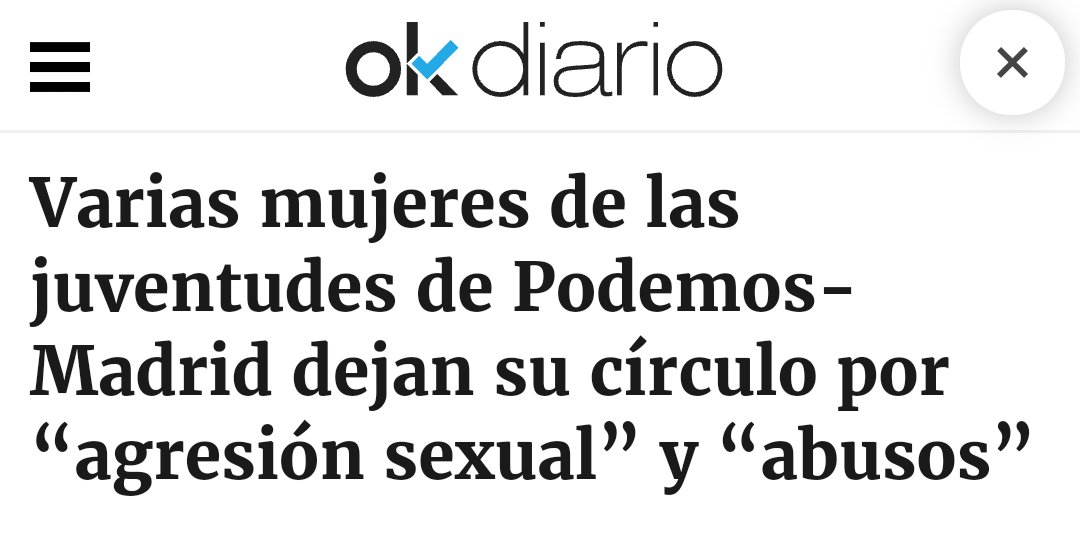 okdiario
Varias mujeres de las
juventudes de Podemos-
Madrid dejan su círculo por
“agresión sexual” y “abusos”